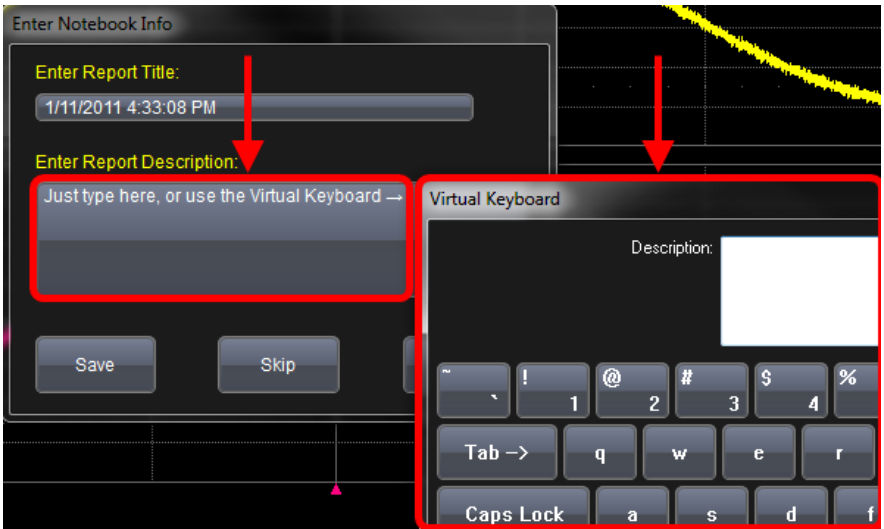 Enter Notebook Info
Enter Report Title:
1/11/2011 4:33:08 PM
Enter Report Description:
Just type here, or use the Virtual Keyboard →
Save
Skip
Virtual Keyboard
Description:
~ ` ! 1 @ 2 # 3 $ 4 %
Tab –> q w e r
Caps Lock a s d f